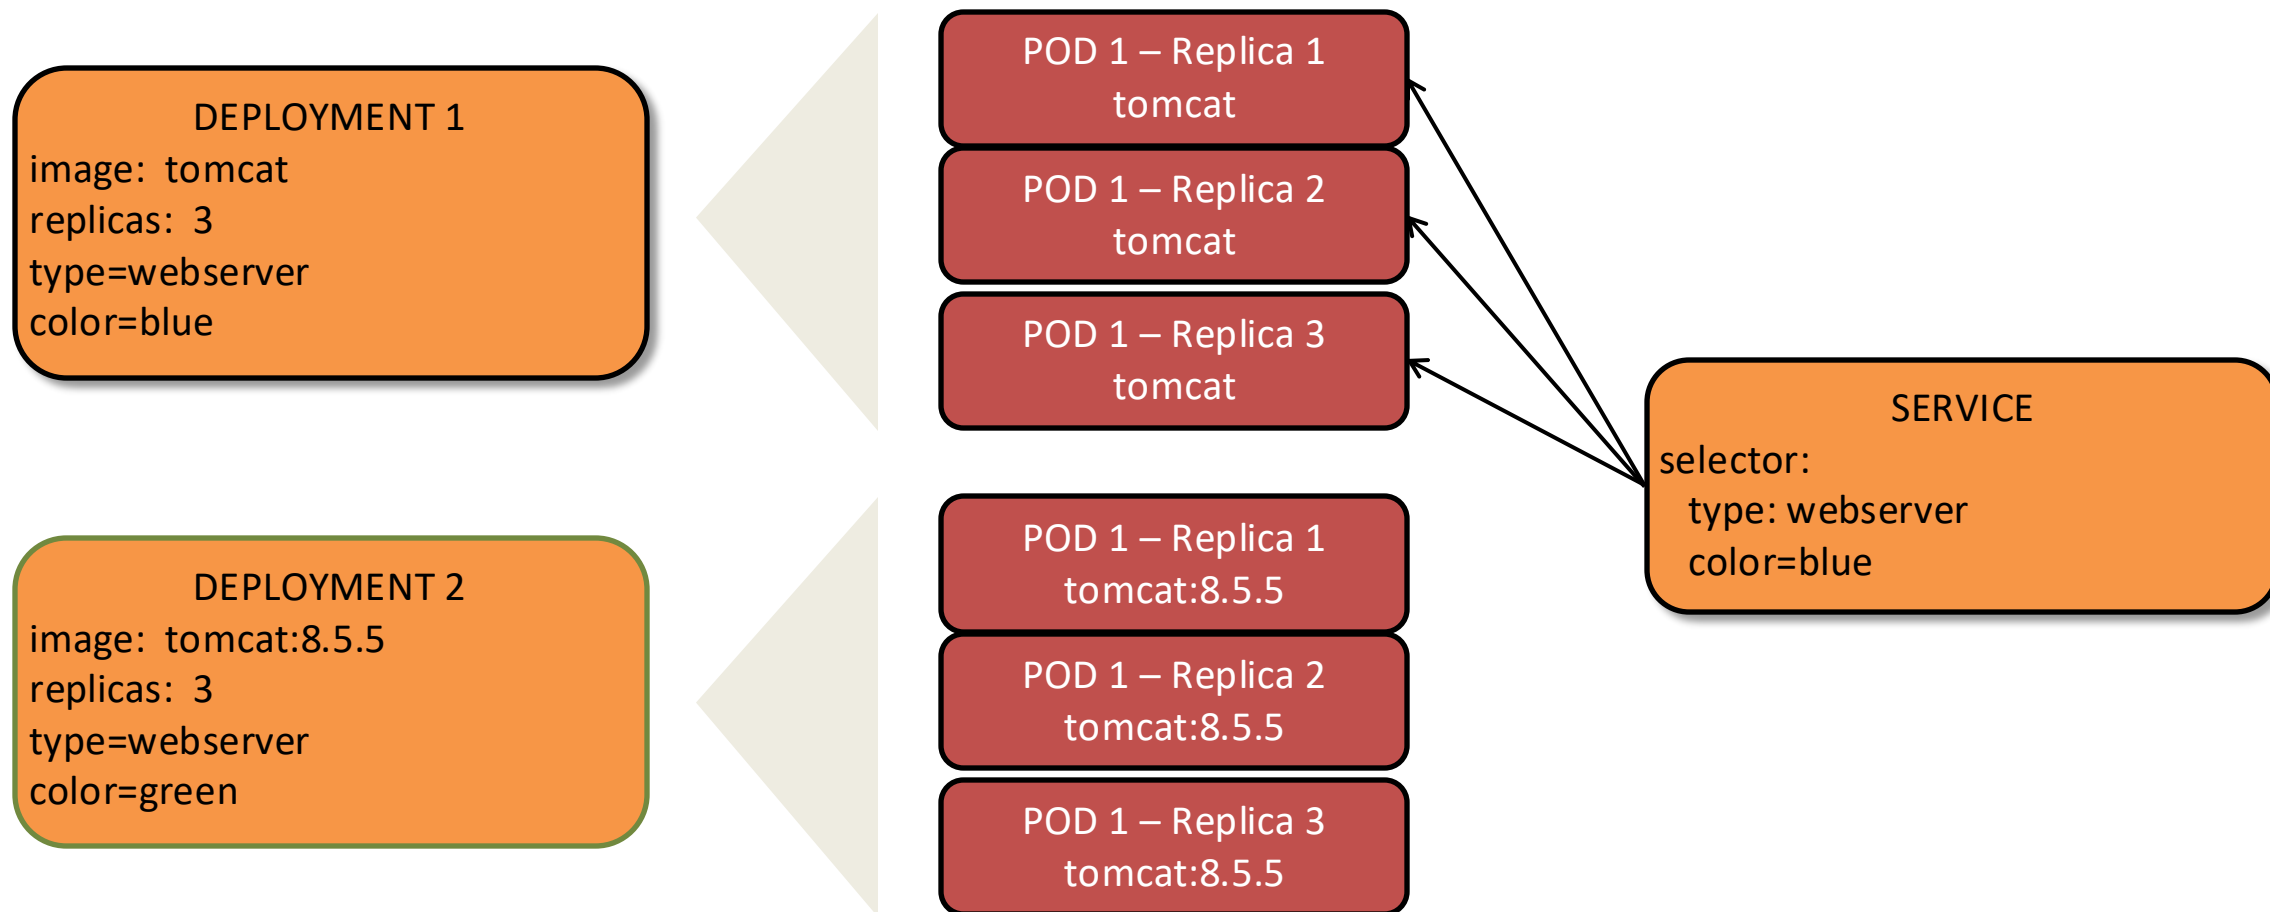 DEPLOYMENT 1
image: tomcat
replicas: 3
type=webserver
color=blue
POD 1 – Replica 1
tomcat
POD 1 – Replica 2
tomcat
POD 1 – Replica 3
tomcat
SERVICE
selector:
type: webserver
color=blue
DEPLOYMENT 2
image: tomcat:8.5.5
replicas: 3
type=webserver
color=green
POD 1 – Replica 1
tomcat:8.5.5
POD 1 – Replica 2
tomcat:8.5.5
POD 1 – Replica 3
tomcat:8.5.5